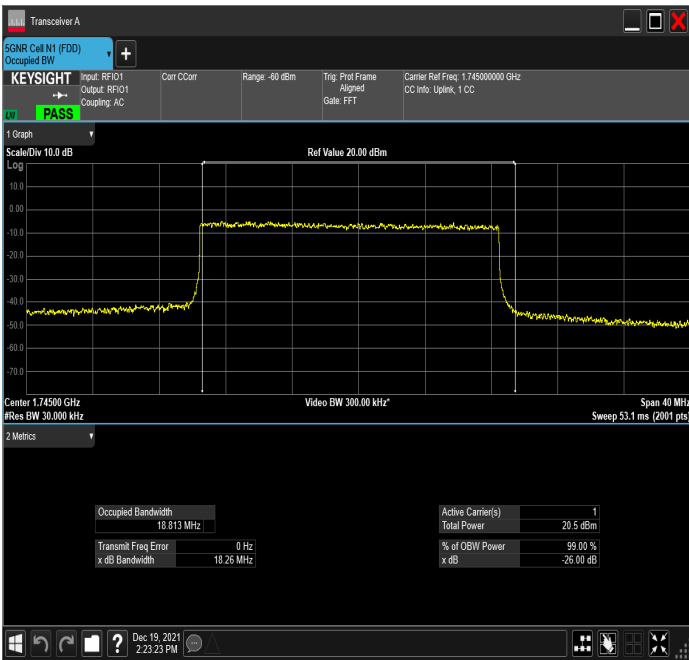 Transceiver A
5GNR Cell N1 (FDD)
Occupied BW
+
KEYSIGHT
Input: RFIO1
Output: RFIO1
Coupling: AC
Corr CCorr
Range: -60 dBm
Trig: Prot Frame
Aligned
Gate: FFT
Carrier Ref Freq: 1.745000000 GHz
CC Info: Uplink, 1 CC
LXI PASS
1 Graph
Scale/Div 10.0 dB
Ref Value 20.00 dBm
Log
10.0
0.00
-10.0
-20.0
-30.0
-40.0
-50.0
-60.0
-70.0
Center 1.74500 GHz
Video BW 300.00 kHz*
Span 40 MHz
#Res BW 30.000 kHz
Sweep 53.1 ms (2001 pts)
2 Metrics
Occupied Bandwidth
18.813 MHz
Transmit Freq Error 0 Hz
x dB Bandwidth 18.26 MHz
Active Carrier(s) 1
Total Power 20.5 dBm
% of OBW Power 99.00 %
x dB -26.00 dB
?
Dec 19, 2021
2:23:23 PM